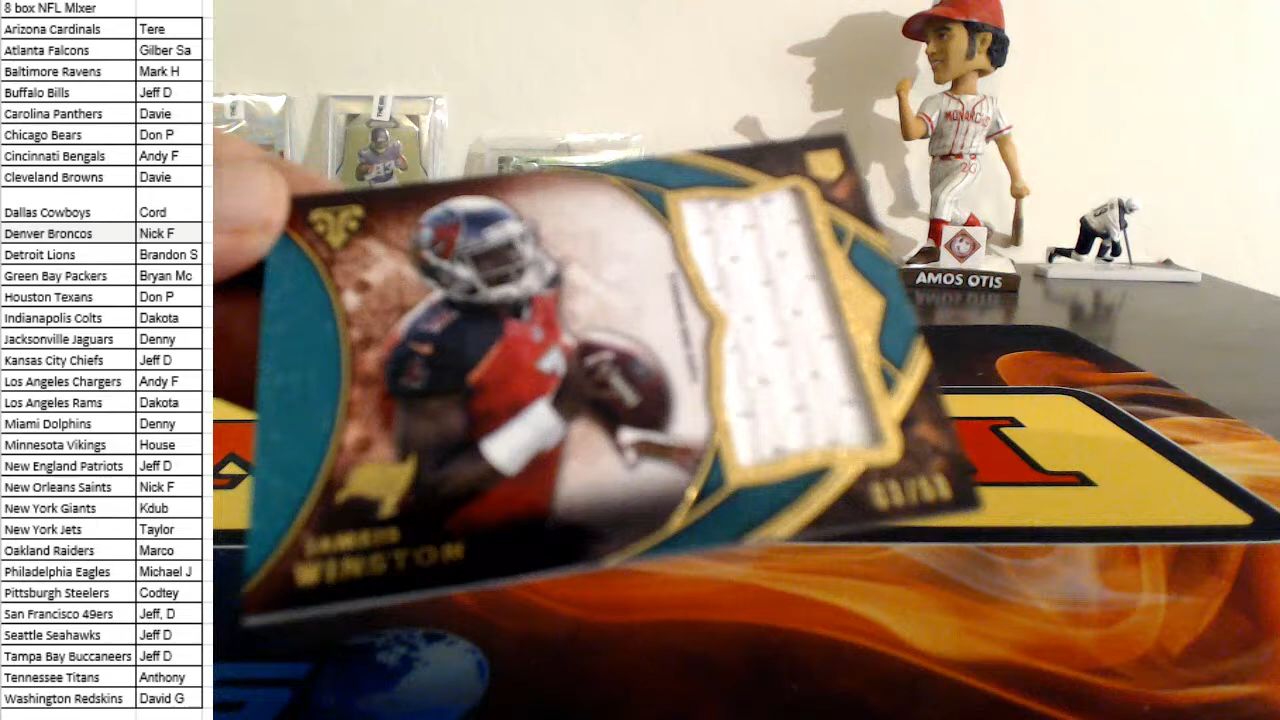 8 box NFL MIxer
Arizona Cardinals Tere
Atlanta Falcons Gilber Sa
Baltimore Ravens Mark H
Buffalo Bills Jeff D
Carolina Panthers Davie
Chicago Bears Don P
Cincinnati Bengals Andy F
Cleveland Browns Davie
Dallas Cowboys Cord
Denver Broncos Nick F
Detroit Lions Brandon S
Green Bay Packers Bryan Mc
Houston Texans Don P
Indianapolis Colts Dakota
Jacksonville Jaguars Denny
Kansas City Chiefs Jeff D
Los Angeles Chargers Andy F
Los Angeles Rams Dakota
Miami Dolphins Denny
Minnesota Vikings House
New England Patriots Jeff D
New Orleans Saints Nick F
New York Giants Kdub
New York Jets Taylor
Oakland Raiders Marco
Philadelphia Eagles Michael J
Pittsburgh Steelers Codtey
San Francisco 49ers Jeff, D
Seattle Seahawks Jeff D
Tampa Bay Buccaneers Jeff D
Tennessee Titans Anthony
Washington Redskins David G
JAMEIS
WINSTON
AMOS OTIS